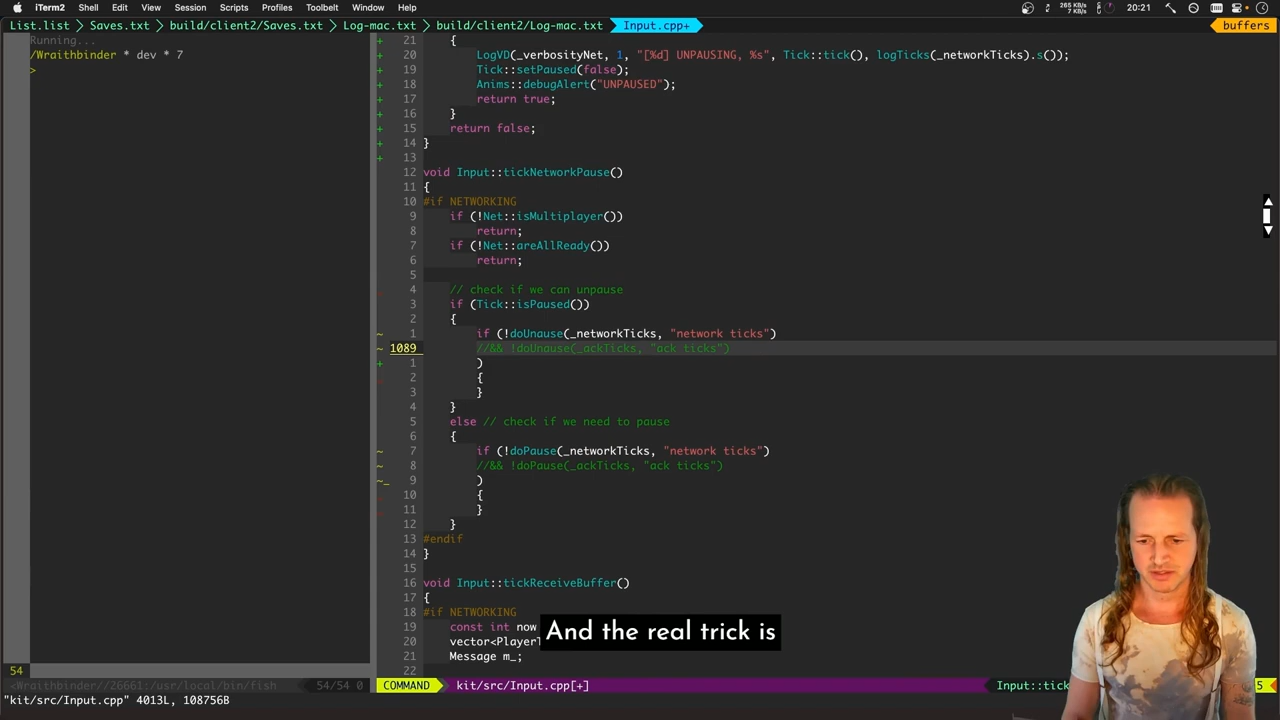 iTerm2 Shell Edit View Session Scripts Profiles Toolbelt Window Help 265 KB/s 7 KB/s 20:21
List.list > Saves.txt > build/client2/Saves.txt > Log-mac.txt > build/client2/Log-mac.txt > Input.cpp+ buffers
Running...
/Wraithbinder * dev * 7
>
+ 21 {
+ 20 LogVD(_verbosityNet, 1, "[%d] UNPAUSING, %s", Tick::tick(), logTicks(_networkTicks).s());
+ 19 Tick::setPaused(false);
+ 18 Anims::debugAlert("UNPAUSED");
+ 17 return true;
+ 16 }
+ 15 return false;
+ 14 }
+ 13
12 void Input::tickNetworkPause()
11 {
10 #if NETWORKING
9 if (!Net::isMultiplayer())
8 return;
7 if (!Net::areAllReady())
6 return;
5
4 // check if we can unpause
3 if (Tick::isPaused())
2 {
~ 1 if (!doUnause(_networkTicks, "network ticks")
~ 1089 //&& !doUnause(_ackTicks, "ack ticks")
+ 1 )
2 {
3 }
4 }
5 else // check if we need to pause
6 {
~ 7 if (!doPause(_networkTicks, "network ticks")
~ 8 //&& !doPause(_ackTicks, "ack ticks")
~_ 9 )
10 {
11 }
12 }
13 #endif
14 }
15
16 void Input::tickReceiveBuffer()
17 {
18 #if NETWORKING
19 const int now
20 vector<PlayerT
21 Message m_;
22
And the real trick is
54
<Wraithbinder//26661:/usr/local/bin/fish 54/54 0 COMMAND kit/src/Input.cpp[+] Input::tick 5
"kit/src/Input.cpp" 4013L, 108756B